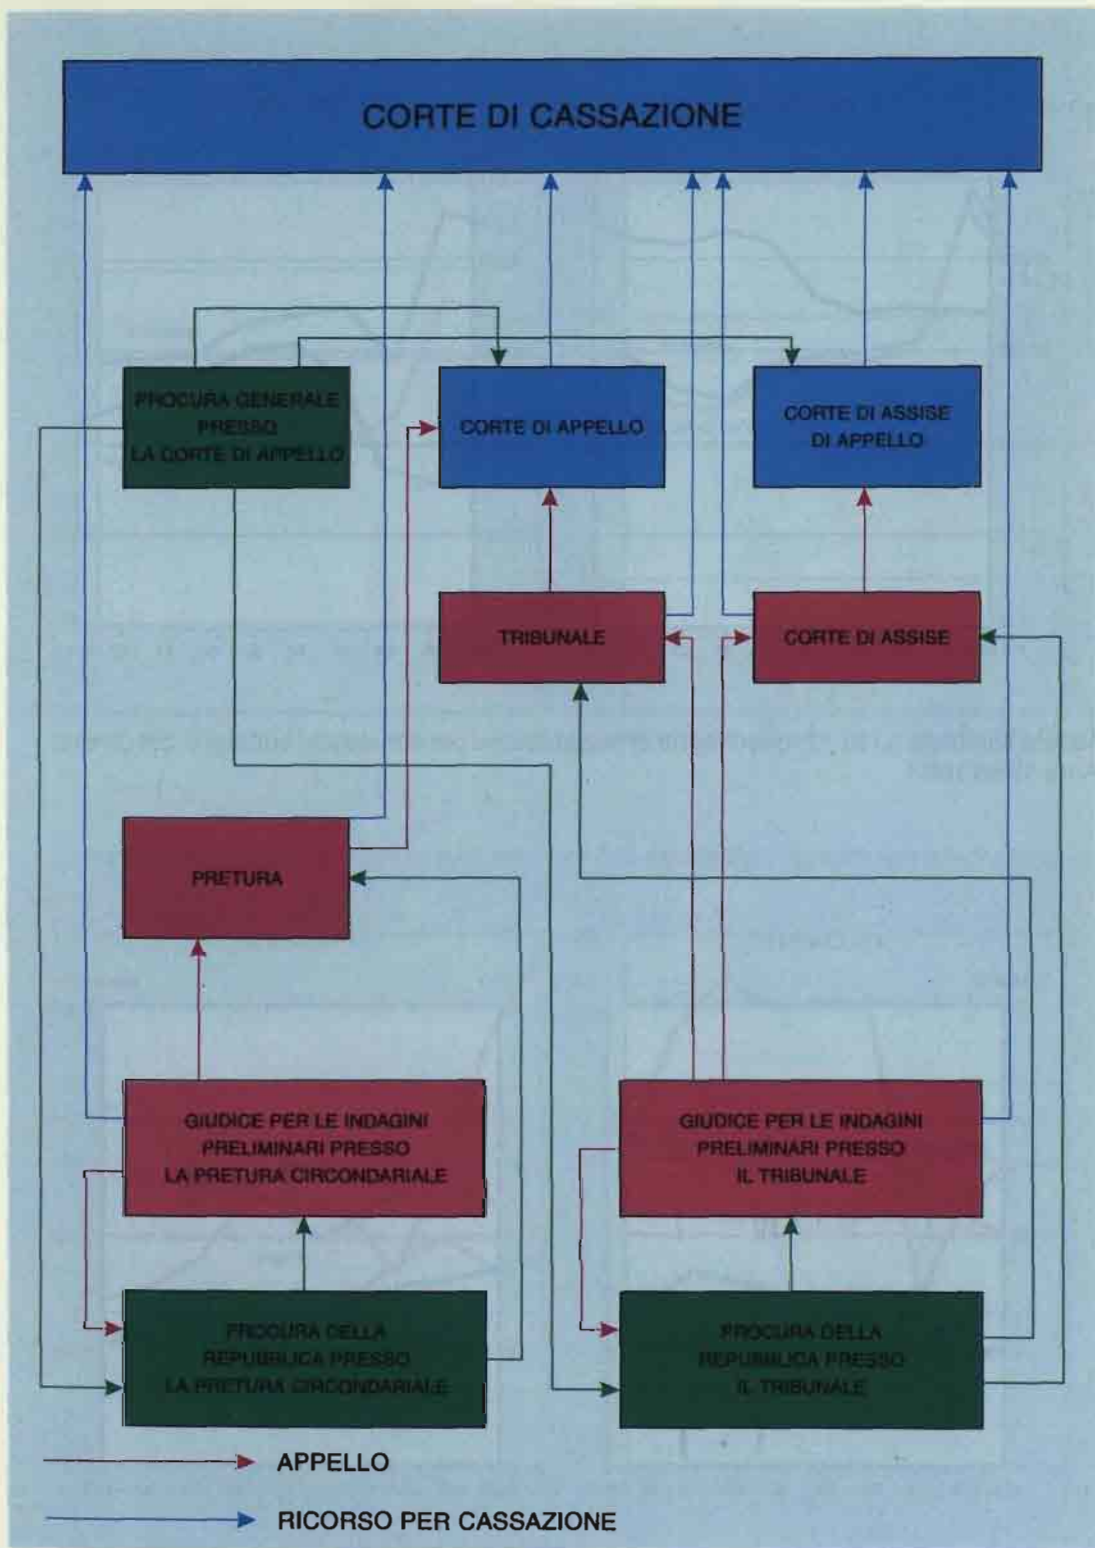 CORTE DI CASSAZIONE
PROCURA GENERALE
PRESSO
LA CORTE DI APPELLO
CORTE DI APPELLO
CORTE DI ASSISE
DI APPELLO
TRIBUNALE
CORTE DI ASSISE
PRETURA
GIUDICE PER LE INDAGINI
PRELIMINARI PRESSO
LA PRETURA CIRCONDARIALE
GIUDICE PER LE INDAGINI
PRELIMINARI PRESSO
IL TRIBUNALE
PROCURA DELLA
REPUBBLICA PRESSO
LA PRETURA CIRCONDARIALE
PROCURA DELLA
REPUBBLICA PRESSO
IL TRIBUNALE
APPELLO
RICORSO PER CASSAZIONE